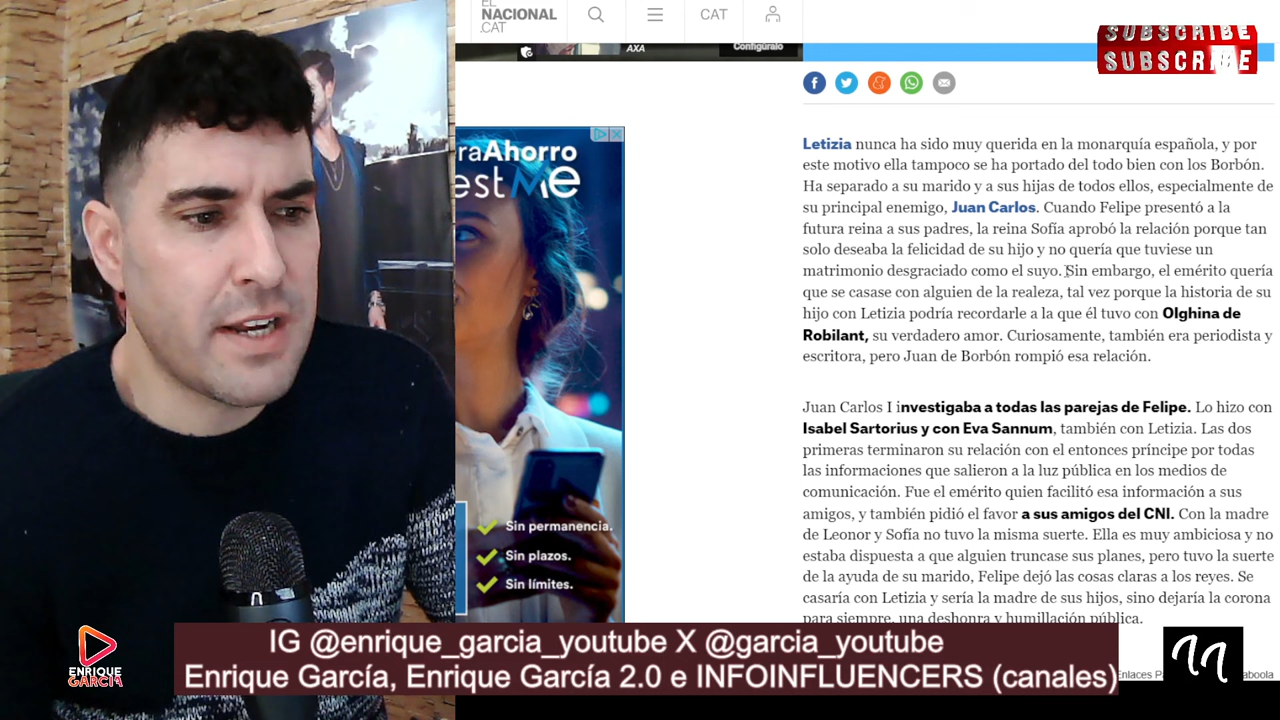 EL
NACIONAL
.CAT
CAT
AXA
Configúralo
SUBSCRIBE
SUBSCRIBE
raAhorro
estMe
Sin permanencia.
Sin plazos.
Sin límites.
Letizia nunca ha sido muy querida en la monarquía española, y por
este motivo ella tampoco se ha portado del todo bien con los Borbón.
Ha separado a su marido y a sus hijas de todos ellos, especialmente de
su principal enemigo, Juan Carlos. Cuando Felipe presentó a la
futura reina a sus padres, la reina Sofía aprobó la relación porque tan
solo deseaba la felicidad de su hijo y no quería que tuviese un
matrimonio desgraciado como el suyo. Sin embargo, el emérito quería
que se casase con alguien de la realeza, tal vez porque la historia de su
hijo con Letizia podría recordarle a la que él tuvo con Olghina de
Robilant, su verdadero amor. Curiosamente, también era periodista y
escritora, pero Juan de Borbón rompió esa relación.
Juan Carlos I investigaba a todas las parejas de Felipe. Lo hizo con
Isabel Sartorius y con Eva Sannum, también con Letizia. Las dos
primeras terminaron su relación con el entonces príncipe por todas
las informaciones que salieron a la luz pública en los medios de
comunicación. Fue el emérito quien facilitó esa información a sus
amigos, y también pidió el favor a sus amigos del CNI. Con la madre
de Leonor y Sofía no tuvo la misma suerte. Ella es muy ambiciosa y no
estaba dispuesta a que alguien truncase sus planes, pero tuvo la suerte
de la ayuda de su marido, Felipe dejó las cosas claras a los reyes. Se
casaría con Letizia y sería la madre de sus hijos, sino dejaría la corona
para siempre, una deshonra y humillación pública.
Enlaces
ENRIQUE
GARCÍA
IG @enrique_garcia_youtube X @garcia_youtube
Enrique García, Enrique García 2.0 e INFOINFLUENCERS (canales)